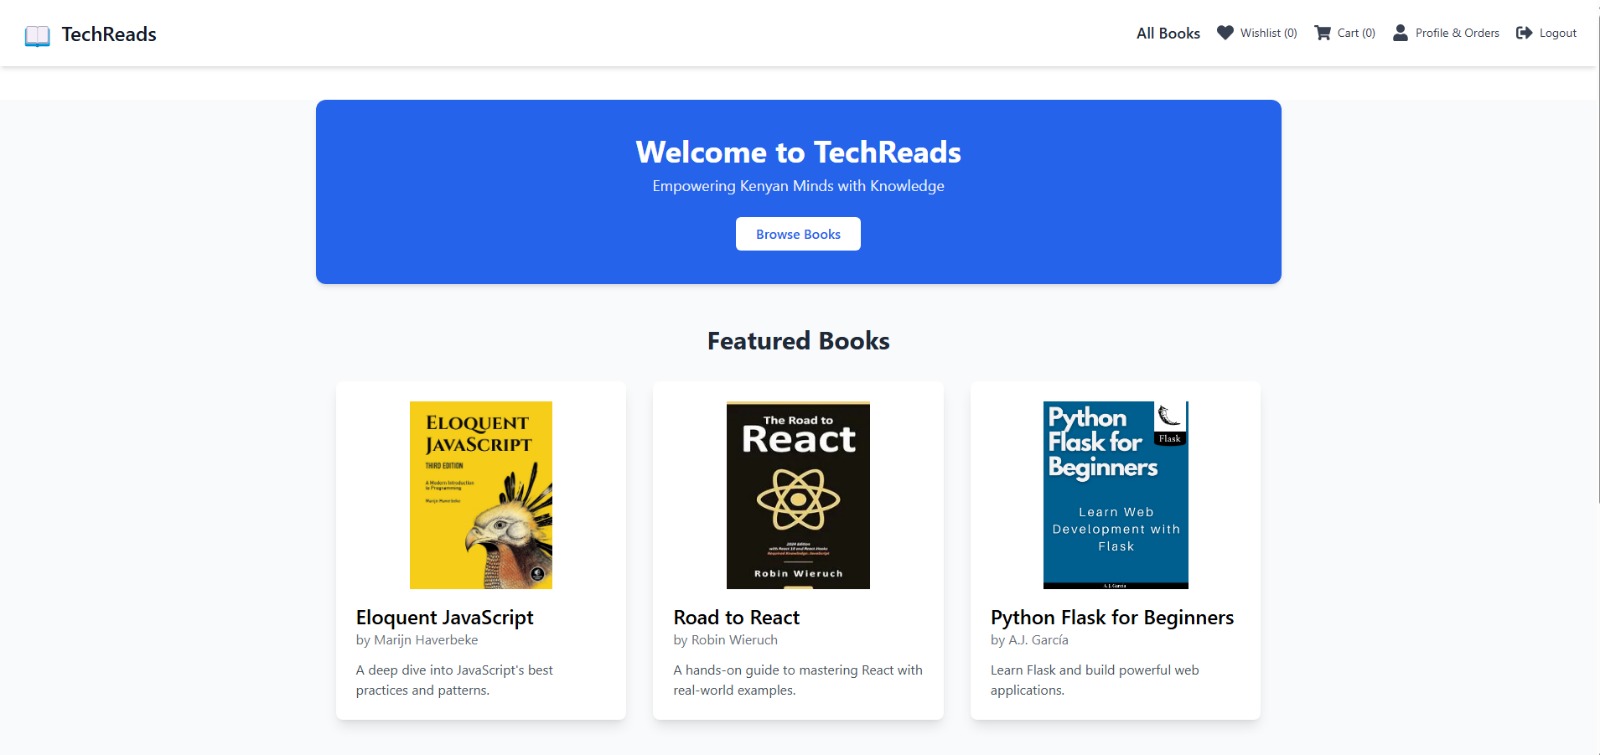 TechReads
All Books
Wishlist (0)
Cart (0)
Profile & Orders
Logout
Welcome to TechReads
Empowering Kenyan Minds with Knowledge
Browse Books
Featured Books
ELOQUENT
JAVASCRIPT
THIRD EDITION
A Modern Introduction
to Programming
Marijn Haverbeke
Eloquent JavaScript
by Marijn Haverbeke
A deep dive into JavaScript's best
practices and patterns.
The Road to
React
Robin Wieruch
Road to React
by Robin Wieruch
A hands-on guide to mastering React with
real-world examples.
Python
Flask for
Beginners
Flask
Learn Web
Development with
Flask
Python Flask for Beginners
by A.J. García
Learn Flask and build powerful web
applications.